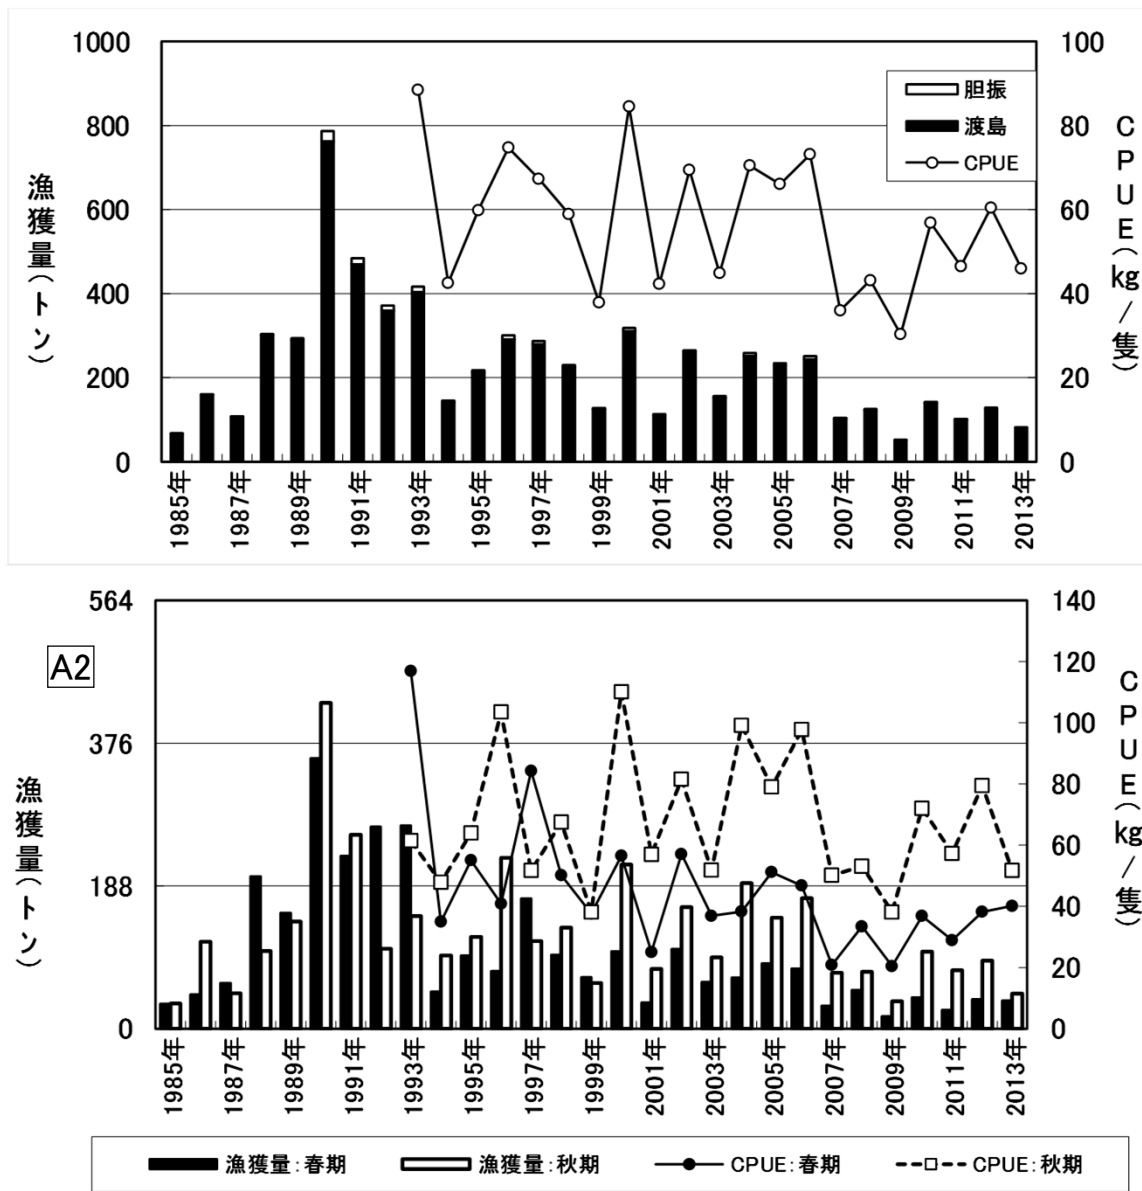 1000
800
600
400
200
0
漁獲量(トン)
100
80
60
40
20
0
CPUE(kg/隻)
胆振
渡島
CPUE
1985年
1987年
1989年
1991年
1993年
1995年
1997年
1999年
2001年
2003年
2005年
2007年
2009年
2011年
2013年
A2
564
376
188
0
漁獲量(トン)
140
120
100
80
60
40
20
0
CPUE(kg/隻)
1985年
1987年
1989年
1991年
1993年
1995年
1997年
1999年
2001年
2003年
2005年
2007年
2009年
2011年
2013年
漁獲量:春期 漁獲量:秋期 CPUE:春期 CPUE:秋期